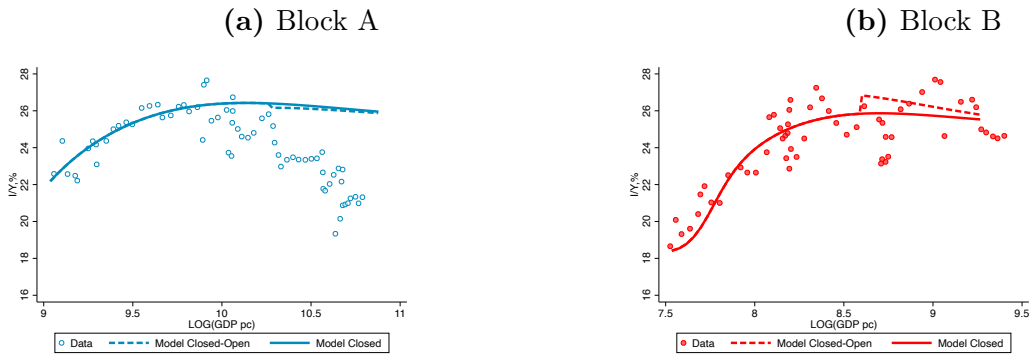 (a) Block A
I/Y,%
28
26
24
22
20
18
16
9
9.5
10
10.5
11
LOG(GDP pc)
Data
Model Closed-Open
Model Closed
(b) Block B
I/Y,%
28
26
24
22
20
18
16
7.5
8
8.5
9
9.5
LOG(GDP pc)
Data
Model Closed-Open
Model Closed